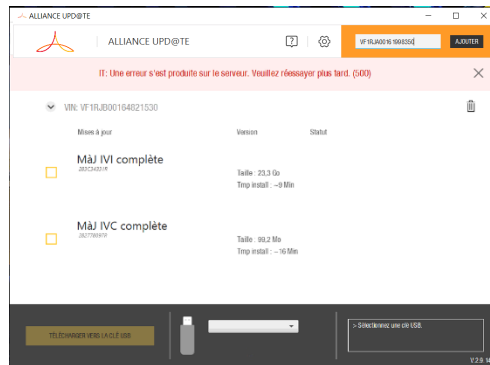 ALLIANCE UPD@TE
ALLIANCE UPD@TE
AJOUTER
IT: Une erreur s'est produite sur le serveur. Veuillez réessayer plus tard. (500)
VIN: VF1RJB00164821530
Mises à jour Version Statut
MàJ IVI complète
Taille : 23,3 Go
Tmp install : ~9 Min
MàJ IVC complète
Taille : 99,2 Mo
Tmp install : ~16 Min
TÉLÉCHARGER VERS LA CLÉ USB
> Sélectionnez une clé USB.